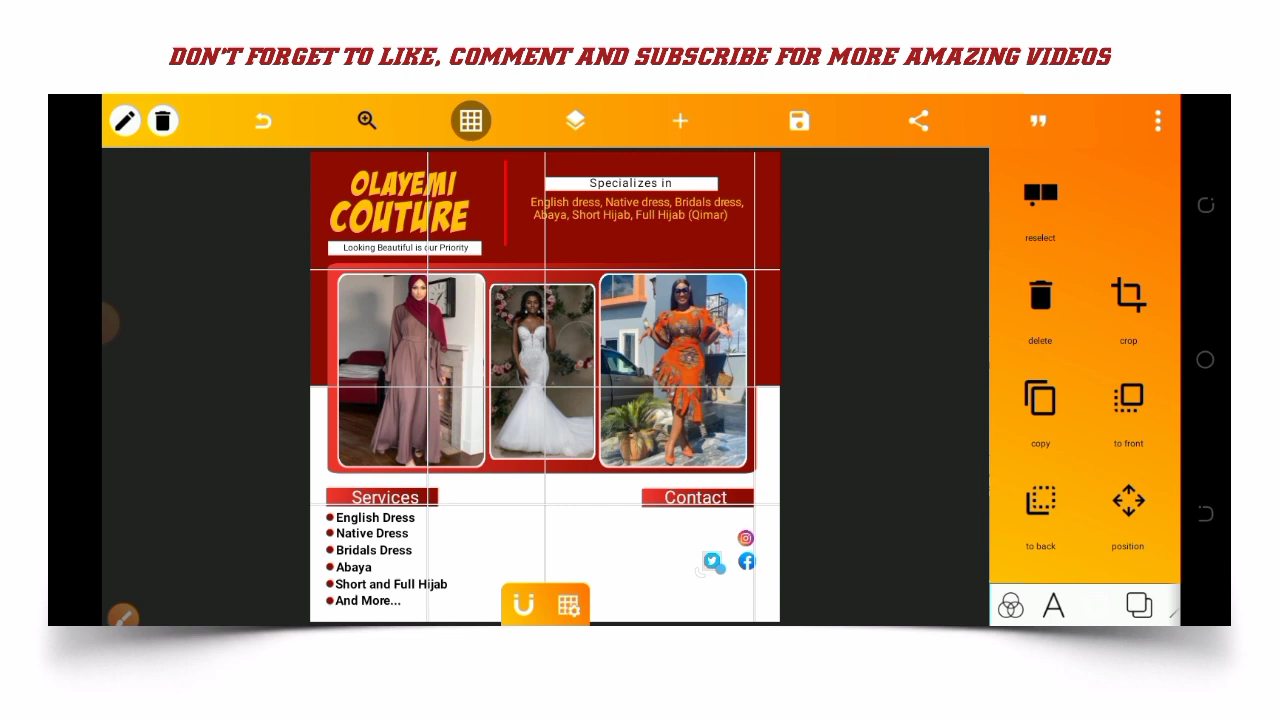 DON'T FORGET TO LIKE, COMMENT AND SUBSCRIBE FOR MORE AMAZING VIDEOS
OLAYEMI
COUTURE
Looking Beautiful is our Priority
Specializes in
English dress, Native dress, Bridals dress,
Abaya, Short Hijab, Full Hijab (Qimar)
Services
English Dress
Native Dress
Bridals Dress
Abaya
Short and Full Hijab
And More...
Contact
reselect
delete
crop
copy
to front
to back
position
A